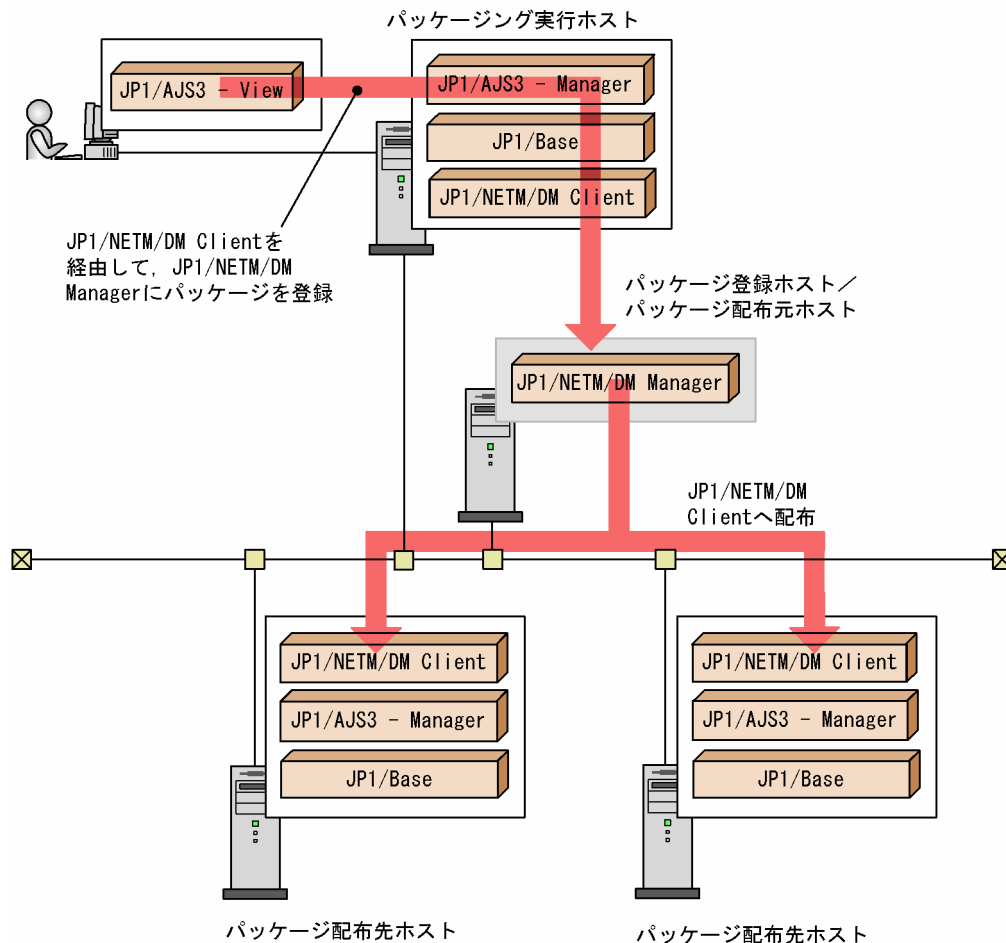 パッケージング実行ホスト
JP1/AJS3 - View
JP1/AJS3 - Manager
JP1/Base
JP1/NETM/DM Client
JP1/NETM/DM Clientを
経由して，JP1/NETM/DM
Managerにパッケージを登録
パッケージ登録ホスト／
パッケージ配布元ホスト
JP1/NETM/DM Manager
JP1/NETM/DM
Clientへ配布
JP1/NETM/DM Client
JP1/AJS3 - Manager
JP1/Base
JP1/NETM/DM Client
JP1/AJS3 - Manager
JP1/Base
パッケージ配布先ホスト
パッケージ配布先ホスト